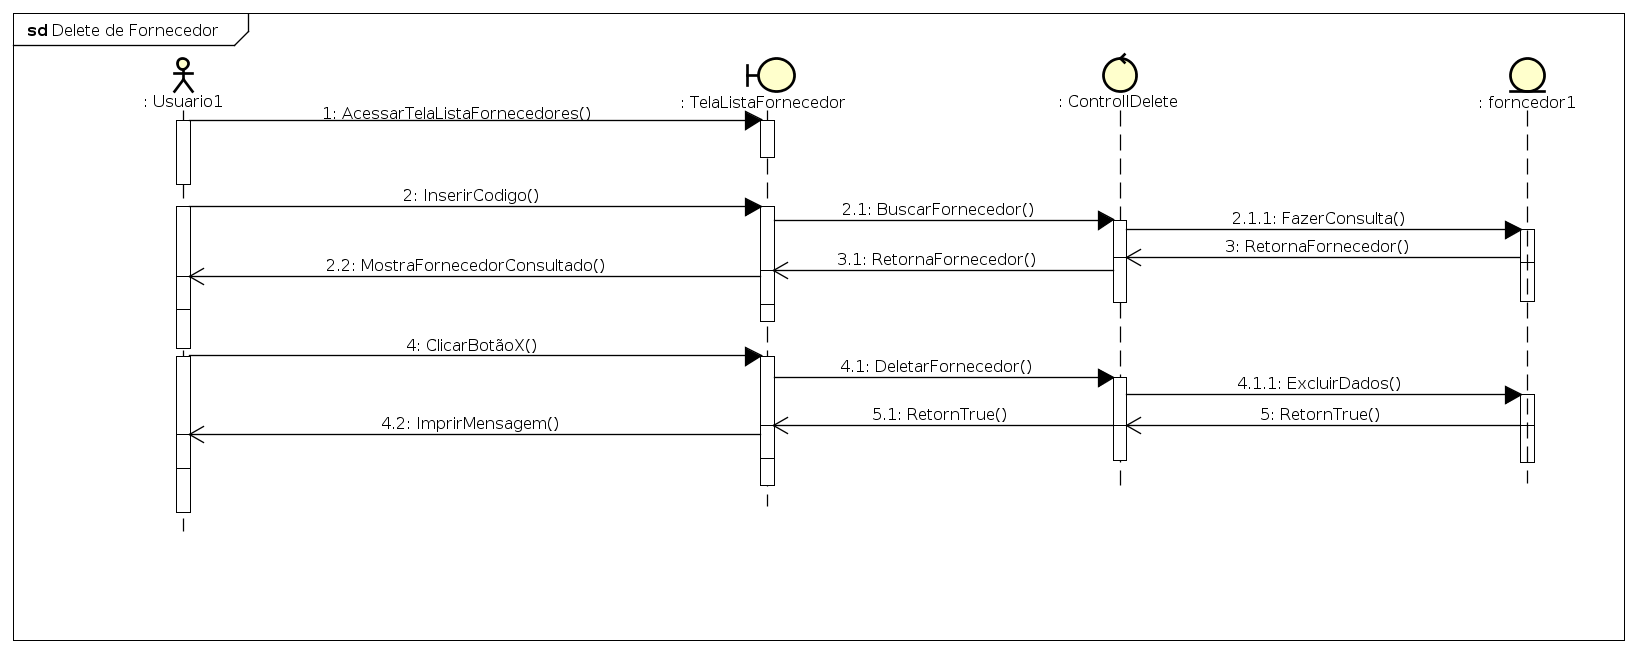 sd Delete de Fornecedor
: Usuario1
: TelaListaFornecedor
: ControllDelete
: forncedor1
1: AcessarTelaListaFornecedores()
2: InserirCodigo()
2.1: BuscarFornecedor()
2.1.1: FazerConsulta()
3: RetornaFornecedor()
3.1: RetornaFornecedor()
2.2: MostraFornecedorConsultado()
4: ClicarBotãoX()
4.1: DeletarFornecedor()
4.1.1: ExcluirDados()
5: RetornTrue()
5.1: RetornTrue()
4.2: ImprirMensagem()